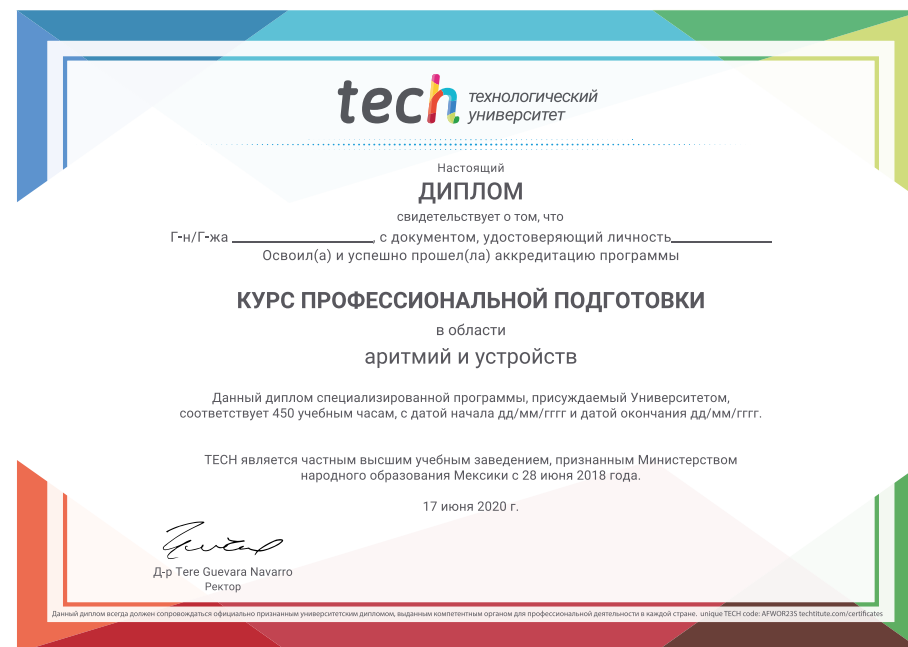 tech технологический
университет
Настоящий
ДИПЛОМ
свидетельствует о том, что
Г-н/Г-жа , с документом, удостоверяющий личность
Освоил(а) и успешно прошел(ла) аккредитацию программы
КУРС ПРОФЕССИОНАЛЬНОЙ ПОДГОТОВКИ
в области
аритмий и устройств
Данный диплом специализированной программы, присуждаемый Университетом,
соответствует 450 учебным часам, с датой начала дд/мм/гггг и датой окончания дд/мм/гггг.
TECH является частным высшим учебным заведением, признанным Министерством
народного образования Мексики с 28 июня 2018 года.
17 июня 2020 г.
Д-р Tere Guevara Navarro
Ректор
Данный диплом всегда должен сопровождаться официально признанным университетским дипломом, выданным компетентным органом для профессиональной деятельности в каждой стране. unique TECH code: AFWOR23S techtitute.com/certificates